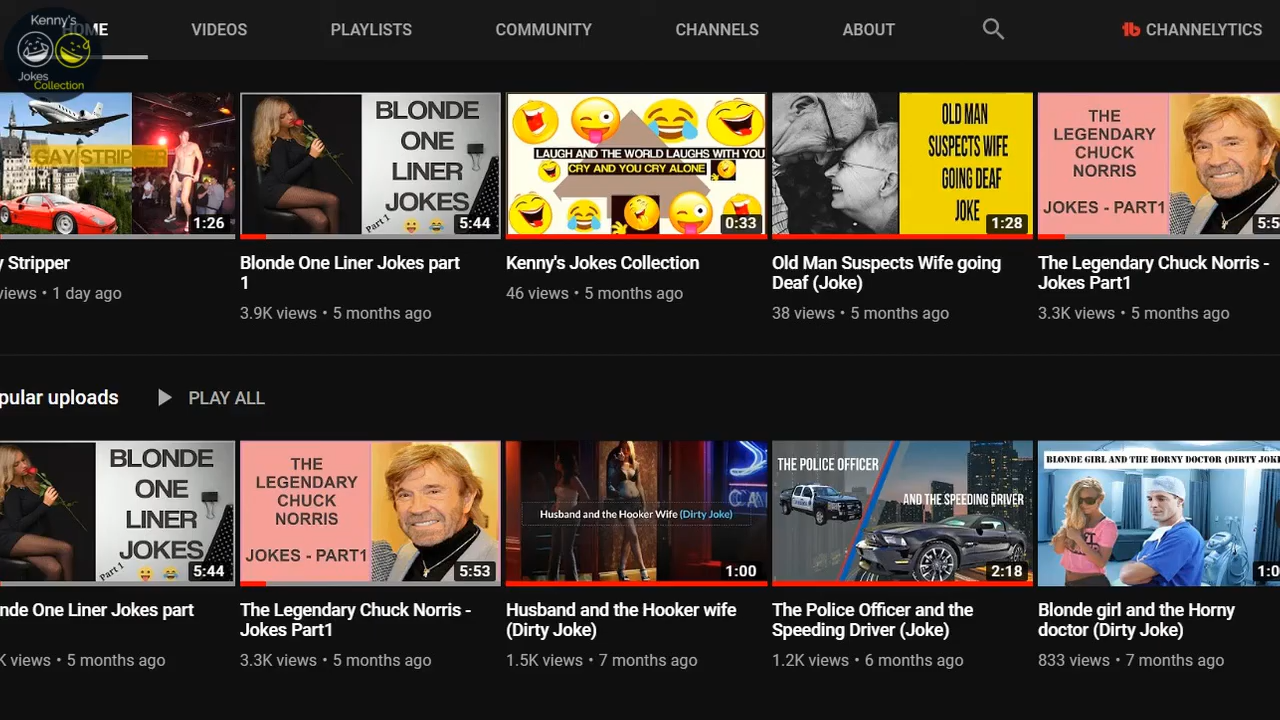 Kenny's
Jokes
Collection
HOME
VIDEOS
PLAYLISTS
COMMUNITY
CHANNELS
ABOUT
CHANNELYTICS
GAY STRIPPER
1:26
BLONDE
ONE
LINER
JOKES
Part 1
5:44
LAUGH AND THE WORLD LAUGHS WITH YOU
CRY AND YOU CRY ALONE
0:33
OLD MAN
SUSPECTS WIFE
GOING DEAF
JOKE
1:28
THE
LEGENDARY
CHUCK
NORRIS
JOKES - PART1
5:5
y Stripper
views • 1 day ago
Blonde One Liner Jokes part
1
3.9K views • 5 months ago
Kenny's Jokes Collection
46 views • 5 months ago
Old Man Suspects Wife going
Deaf (Joke)
38 views • 5 months ago
The Legendary Chuck Norris -
Jokes Part1
3.3K views • 5 months ago
pular uploads
PLAY ALL
BLONDE
ONE
LINER
JOKES
Part 1
5:44
THE
LEGENDARY
CHUCK
NORRIS
JOKES - PART1
5:53
Husband and the Hooker Wife (Dirty Joke)
1:00
THE POLICE OFFICER
AND THE SPEEDING DRIVER
2:18
BLONDE GIRL AND THE HORNY DOCTOR (DIRTY JOKE
1:0
nde One Liner Jokes part
K views • 5 months ago
The Legendary Chuck Norris -
Jokes Part1
3.3K views • 5 months ago
Husband and the Hooker wife
(Dirty Joke)
1.5K views • 7 months ago
The Police Officer and the
Speeding Driver (Joke)
1.2K views • 6 months ago
Blonde girl and the Horny
doctor (Dirty Joke)
833 views • 7 months ago